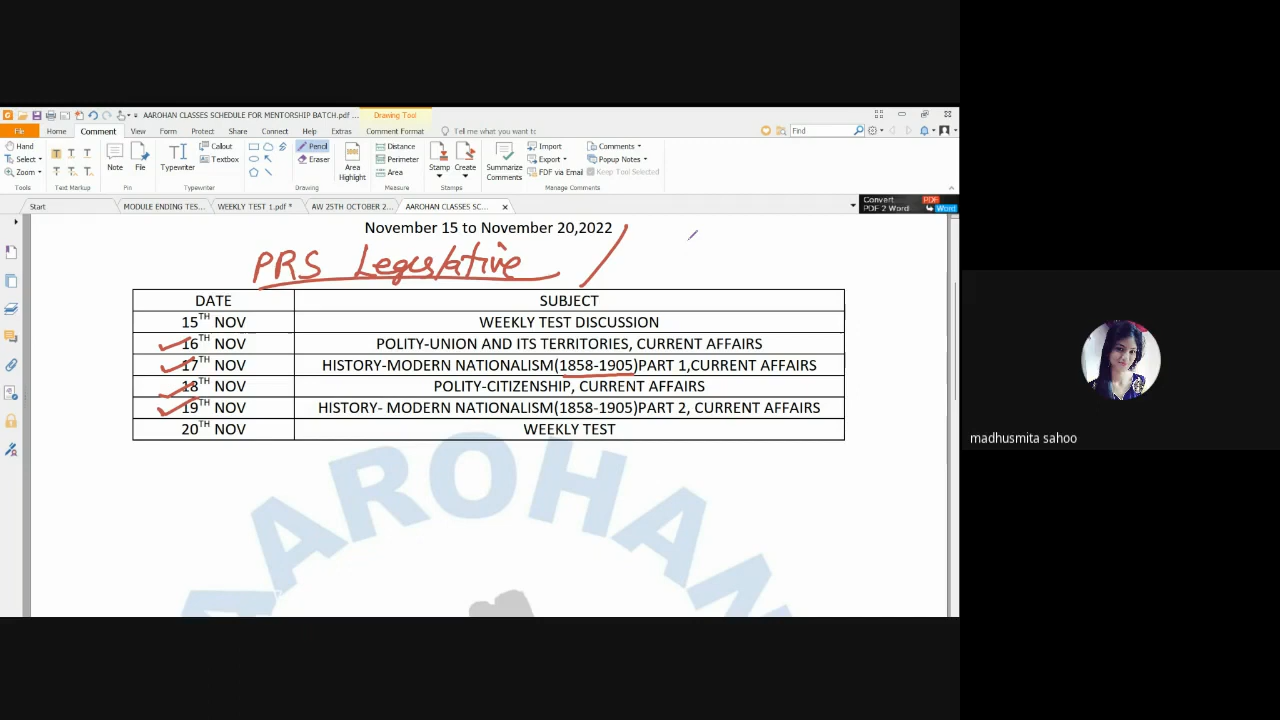 AAROHAN CLASSES SCHEDULE FOR MENTORSHIP BATCH.pdf ...
Drawing Tool
File Home Comment View Form Protect Share Connect Help Extras Comment Format Tell me what you want tc
Find
Hand
Select
Zoom
Tools
Text Markup
Note
File
Pin
Typewriter
Callout
Textbox
Typewriter
Pencil
Eraser
Drawing
Area Highlight
Distance
Perimeter
Area
Measure
Stamp
Create
Stamps
Summarize Comments
Import
Export
FDF via Email
Comments
Popup Notes
Keep Tool Selected
Manage Comments
Start
MODULE ENDING TES...
WEEKLY TEST 1.pdf *
AW 25TH OCTOBER 2...
AAROHAN CLASSES SC...
Convert PDF
PDF 2 Word Word
November 15 to November 20,2022
PRS Legislative
DATE SUBJECT
15TH NOV WEEKLY TEST DISCUSSION
16TH NOV POLITY-UNION AND ITS TERRITORIES, CURRENT AFFAIRS
17TH NOV HISTORY-MODERN NATIONALISM(1858-1905)PART 1,CURRENT AFFAIRS
18TH NOV POLITY-CITIZENSHIP, CURRENT AFFAIRS
19TH NOV HISTORY- MODERN NATIONALISM(1858-1905)PART 2, CURRENT AFFAIRS
20TH NOV WEEKLY TEST
AAROHAN
madhusmita sahoo